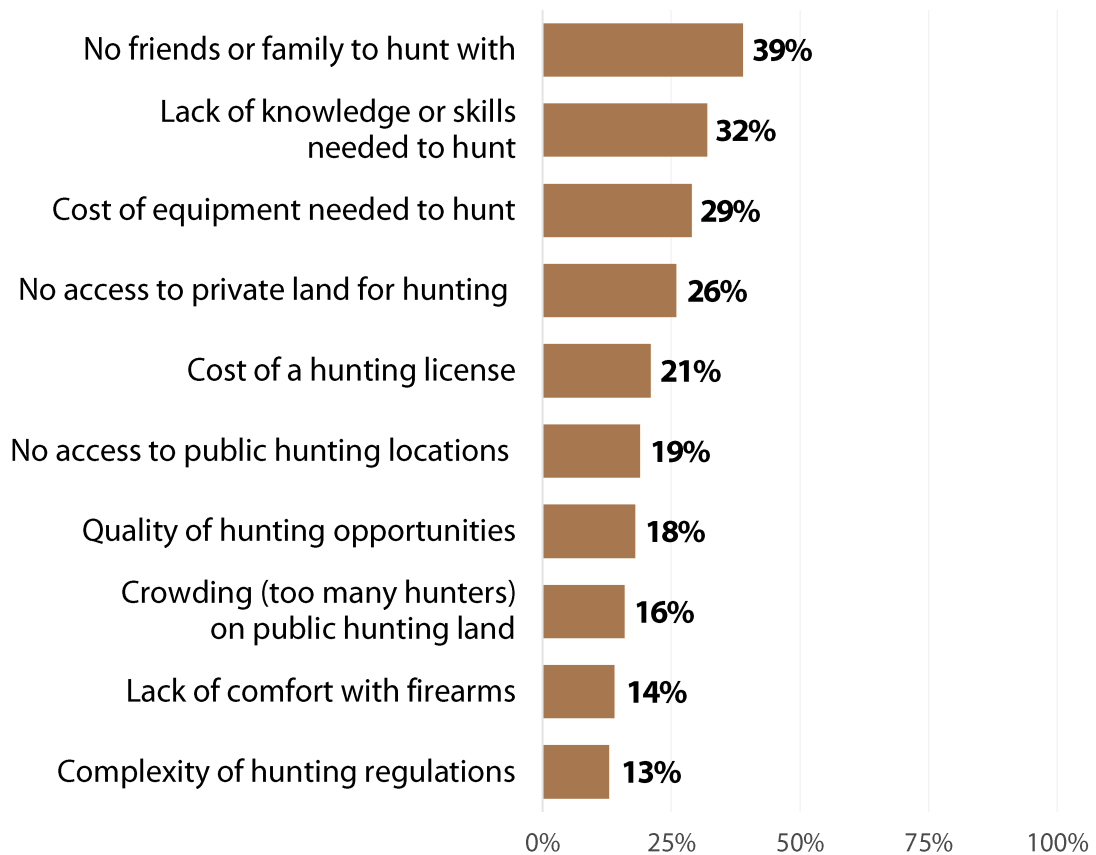 No friends or family to hunt with
39%
Lack of knowledge or skills
needed to hunt
32%
Cost of equipment needed to hunt
29%
No access to private land for hunting
26%
Cost of a hunting license
21%
No access to public hunting locations
19%
Quality of hunting opportunities
18%
Crowding (too many hunters)
on public hunting land
16%
Lack of comfort with firearms
14%
Complexity of hunting regulations
13%
0% 25% 50% 75% 100%